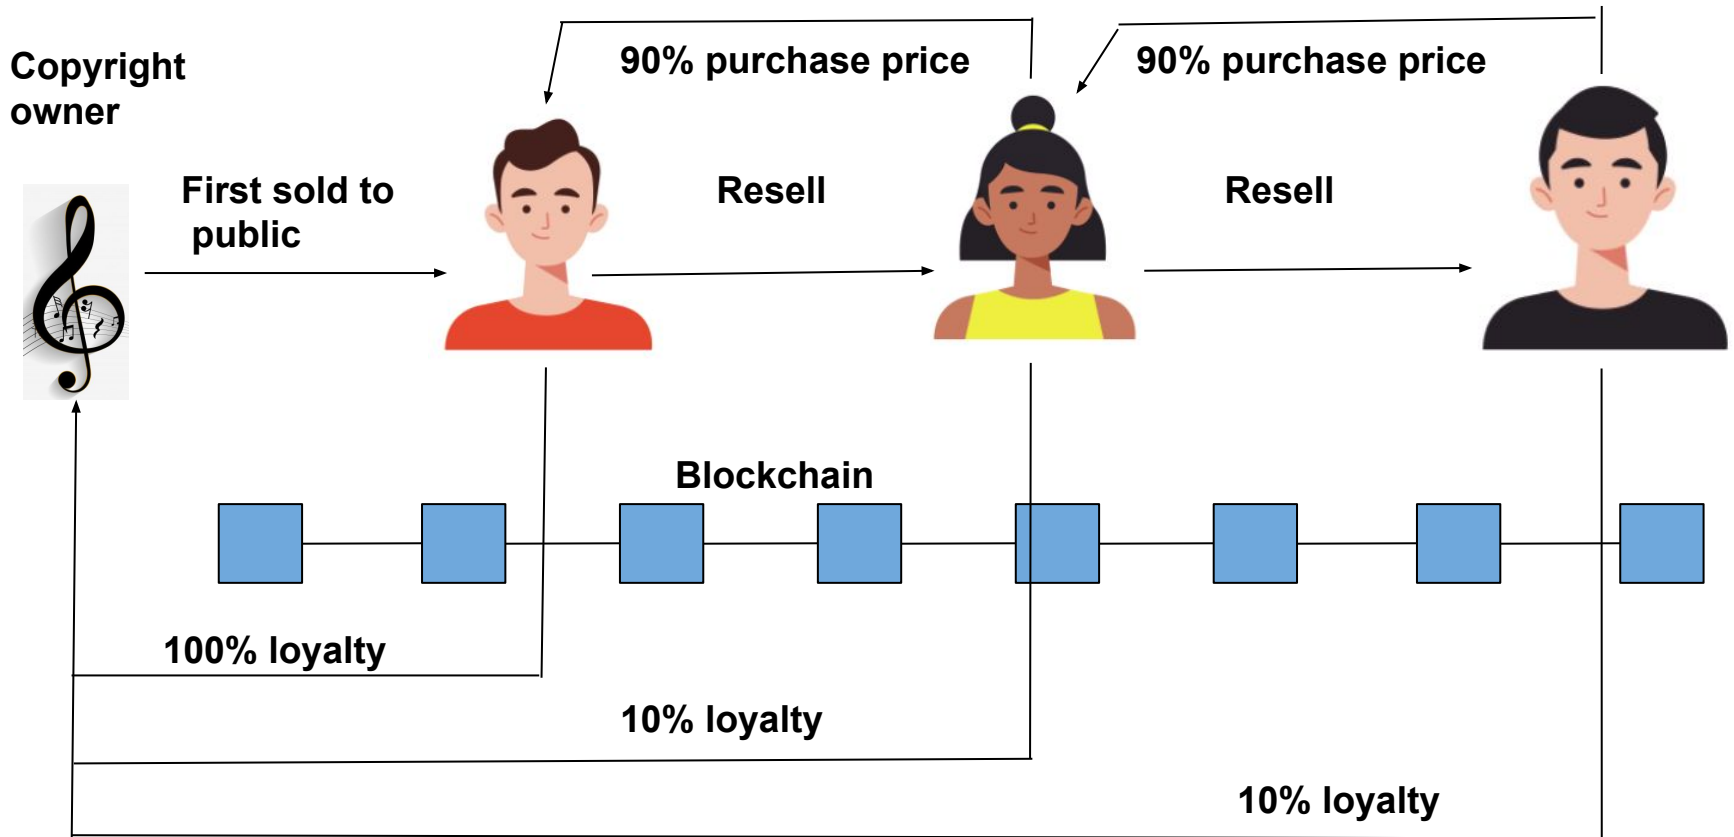 Copyright
owner
90% purchase price
90% purchase price
First sold to
public
Resell
Resell
Blockchain
100% loyalty
10% loyalty
10% loyalty